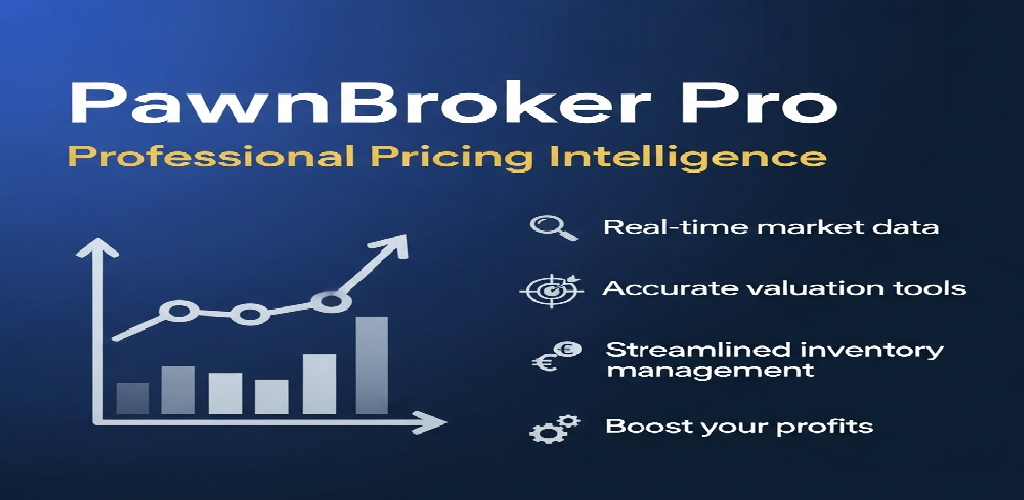 PawnBroker Pro
Professional Pricing Intelligence
Real-time market data
Accurate valuation tools
Streamlined inventory
management
Boost your profits